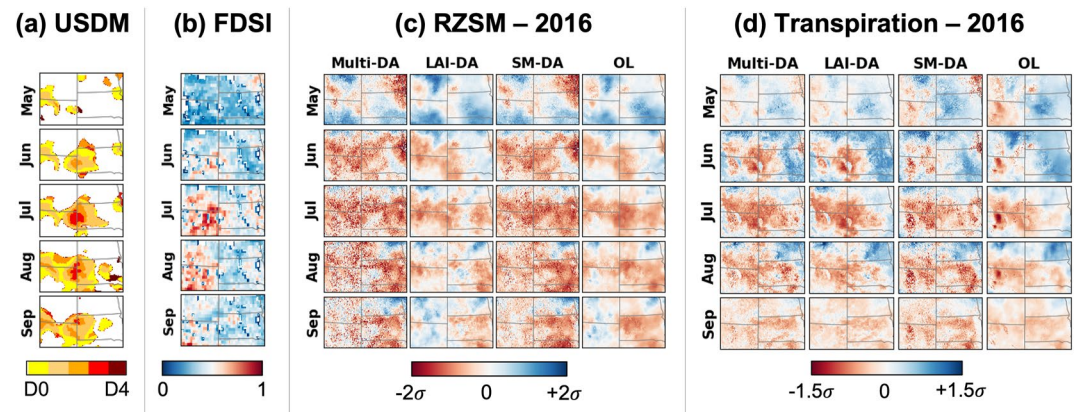 (a) USDM
(b) FDSI
(c) RZSM – 2016
(d) Transpiration – 2016
Multi-DA LAI-DA SM-DA OL
Multi-DA LAI-DA SM-DA OL
May
Jun
Jul
Aug
Sep
May
Jun
Jul
Aug
Sep
May
Jun
Jul
Aug
Sep
May
Jun
Jul
Aug
Sep
D0 D4
0 1
-2σ 0 +2σ
-1.5σ 0 +1.5σ